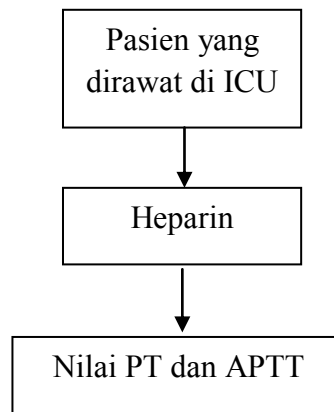 Pasien yang
dirawat di ICU
Heparin
Nilai PT dan APTT